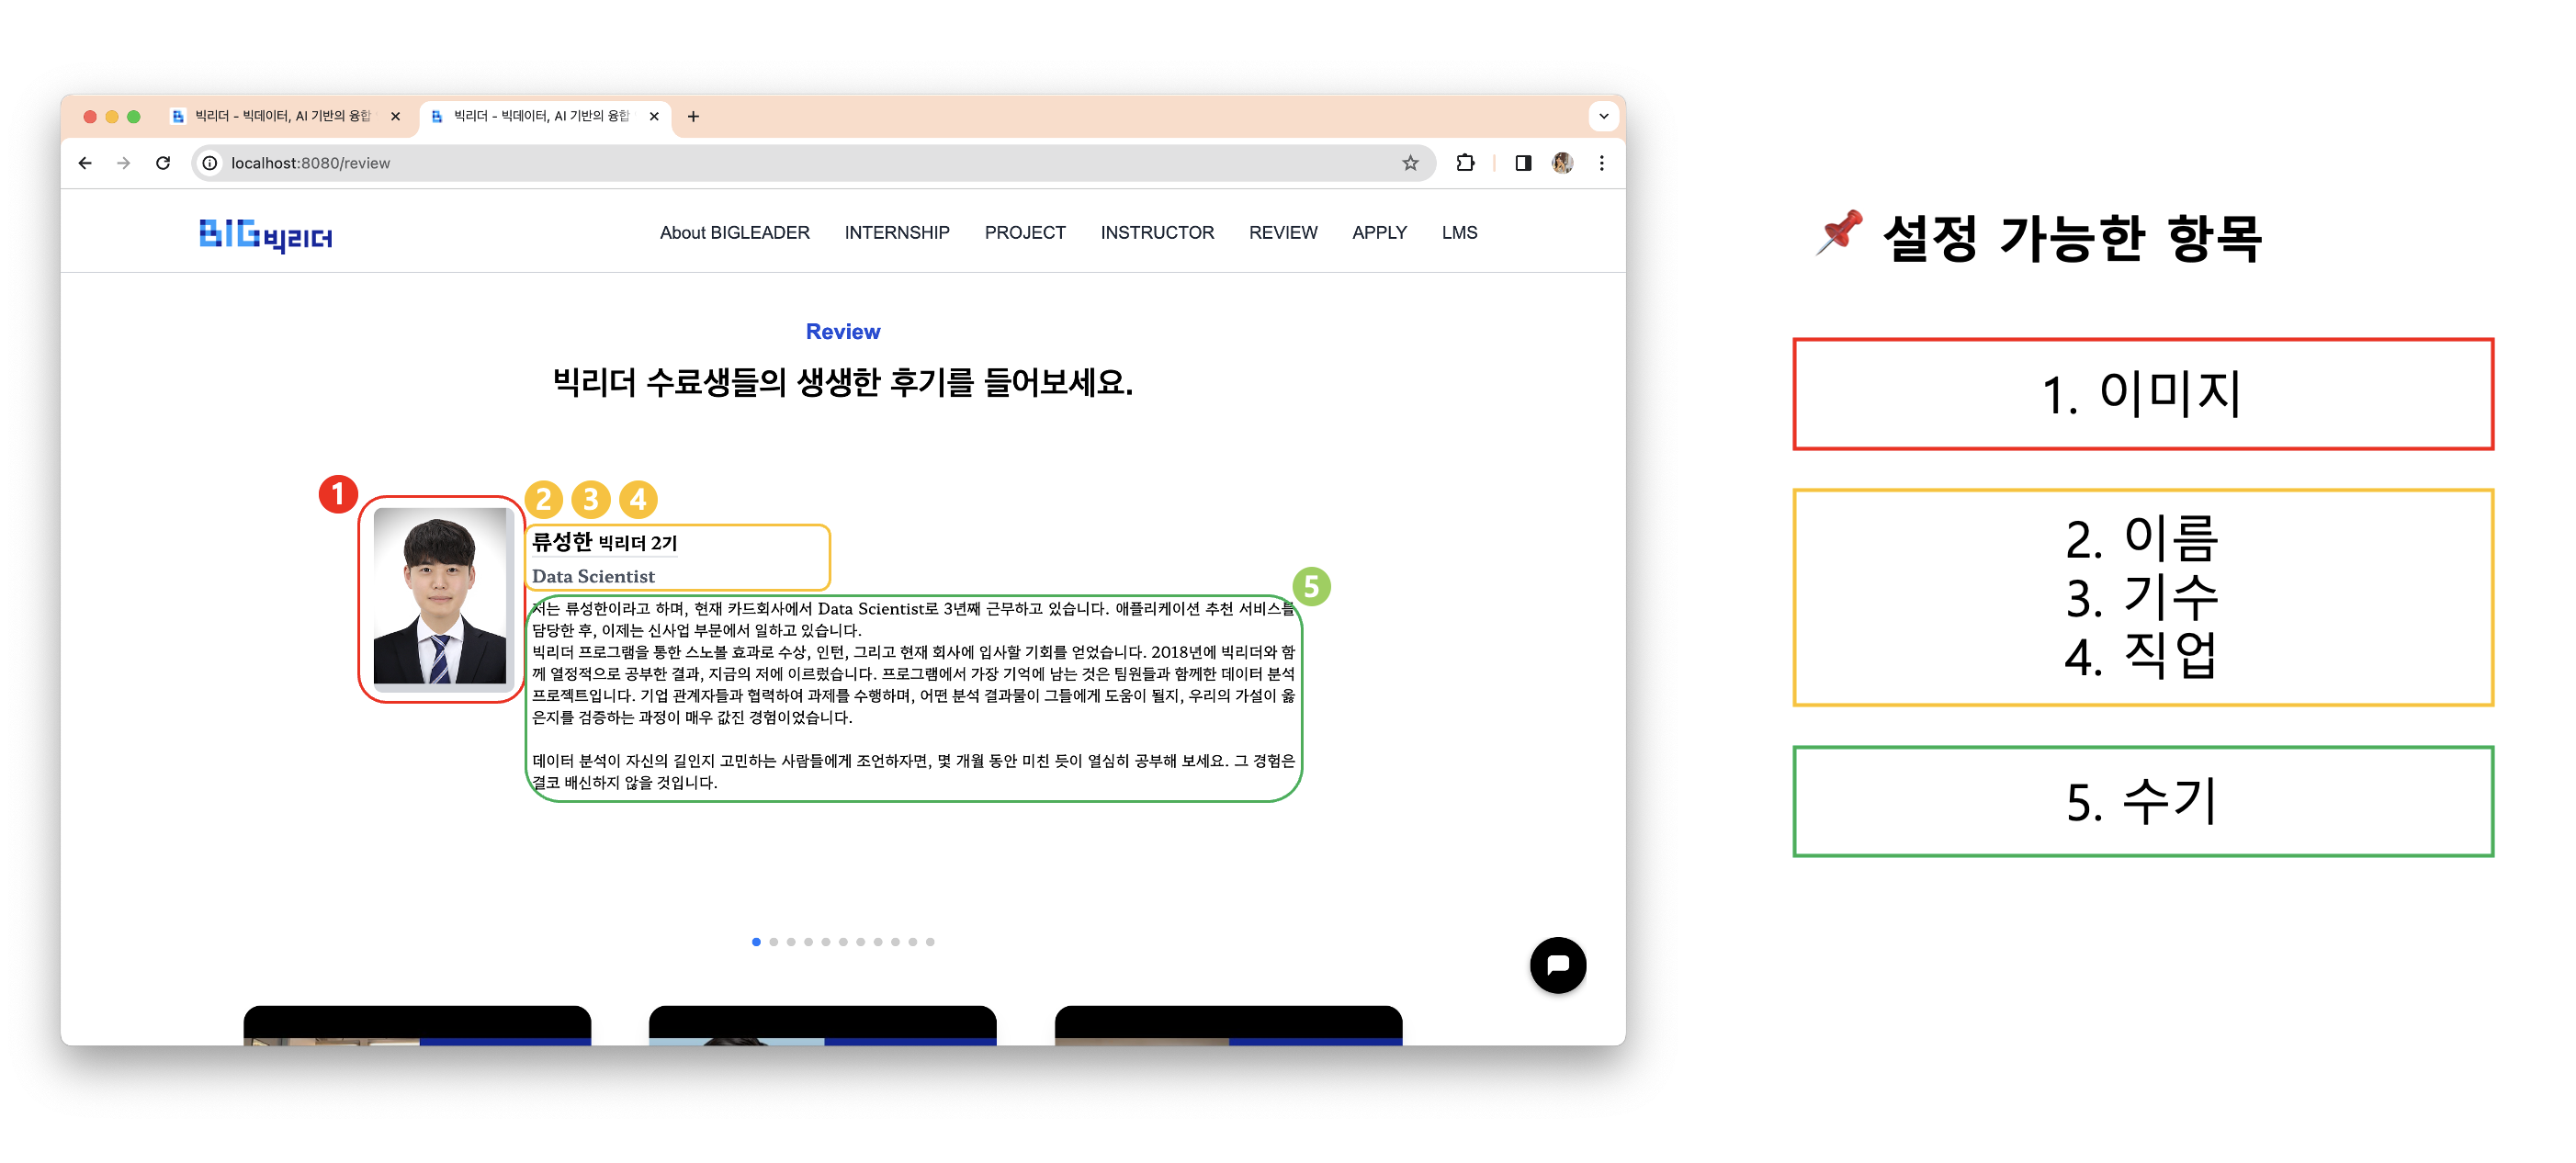 빅리더 - 빅데이터, AI 기반의 융합
빅리더 - 빅데이터, AI 기반의 융합
localhost:8080/review
BIG빅리더
About BIGLEADER INTERNSHIP PROJECT INSTRUCTOR REVIEW APPLY LMS
Review
빅리더 수료생들의 생생한 후기를 들어보세요.
1
2 3 4
류성한 빅리더 2기
Data Scientist
5
저는 류성한이라고 하며, 현재 카드회사에서 Data Scientist로 3년째 근무하고 있습니다. 애플리케이션 추천 서비스를
담당한 후, 이제는 신사업 부문에서 일하고 있습니다.
빅리더 프로그램을 통한 스노볼 효과로 수상, 인턴, 그리고 현재 회사에 입사할 기회를 얻었습니다. 2018년에 빅리더와 함
께 열정적으로 공부한 결과, 지금의 저에 이르렀습니다. 프로그램에서 가장 기억에 남는 것은 팀원들과 함께한 데이터 분석
프로젝트입니다. 기업 관계자들과 협력하여 과제를 수행하며, 어떤 분석 결과물이 그들에게 도움이 될지, 우리의 가설이 옳
은지를 검증하는 과정이 매우 값진 경험이었습니다.
데이터 분석이 자신의 길인지 고민하는 사람들에게 조언하자면, 몇 개월 동안 미친 듯이 열심히 공부해 보세요. 그 경험은
결코 배신하지 않을 것입니다.
📌 설정 가능한 항목
1. 이미지
2. 이름
3. 기수
4. 직업
5. 수기